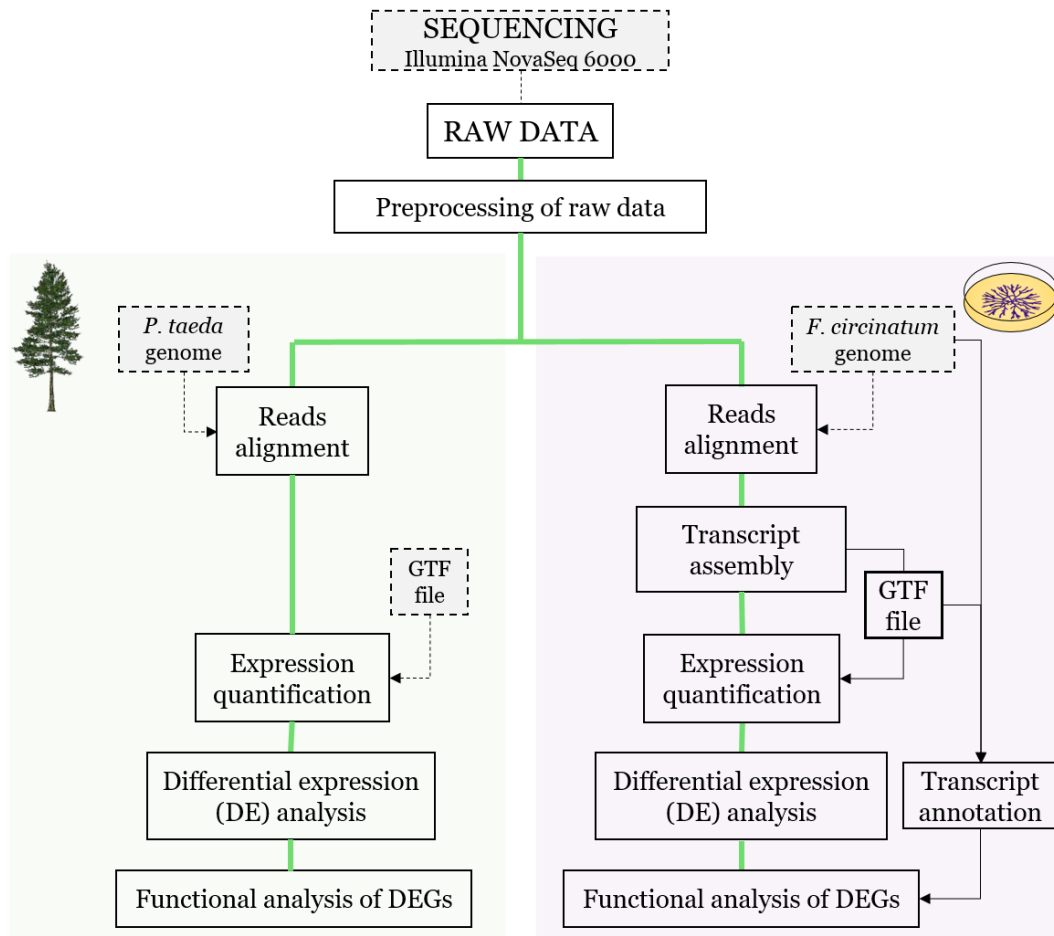 SEQUENCING
Illumina NovaSeq 6000
RAW DATA
Preprocessing of raw data
P. taeda
genome
Reads
alignment
GTF
file
Expression
quantification
Differential expression
(DE) analysis
Functional analysis of DEGs
F. circinatum
genome
Reads
alignment
Transcript
assembly
GTF
file
Expression
quantification
Differential expression
(DE) analysis
Transcript
annotation
Functional analysis of DEGs